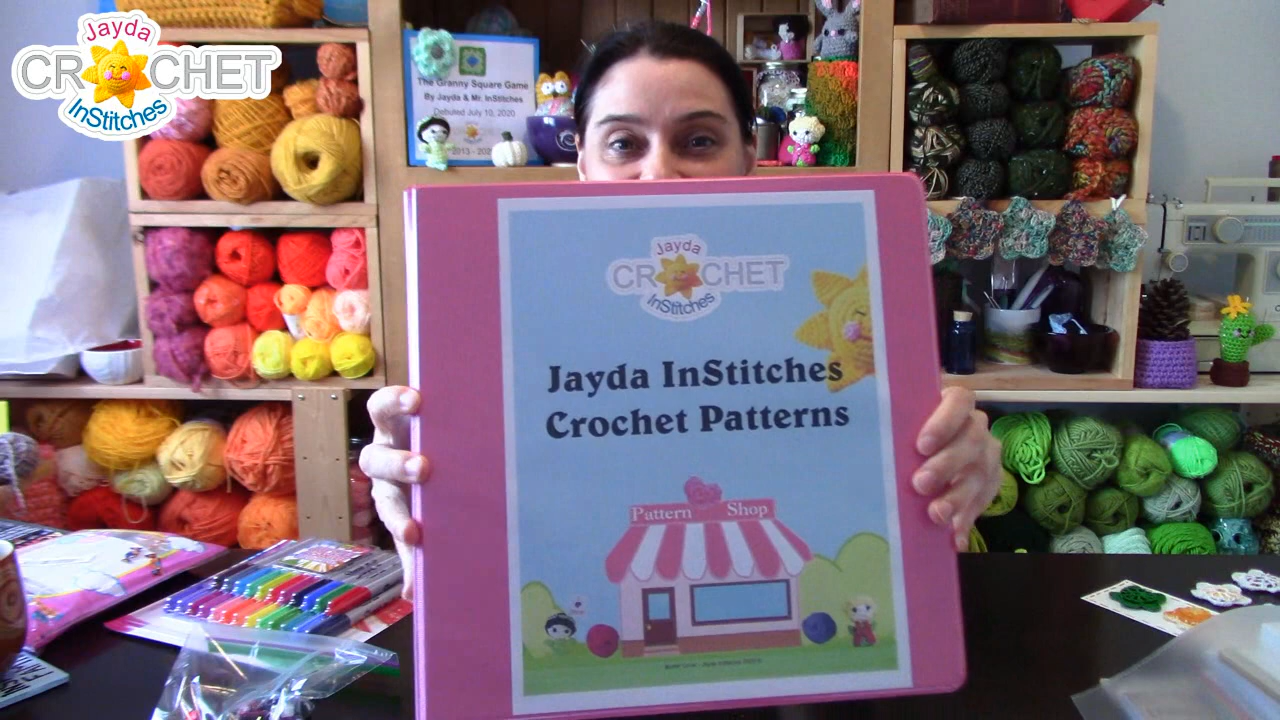 Jayda
CROCHET
InStitches
The Granny Square Game
By Jayda & Mr. InStitches
Debuted July 10, 2020
Jayda
CROCHET
InStitches
Jayda InStitches
Crochet Patterns
Pattern Shop